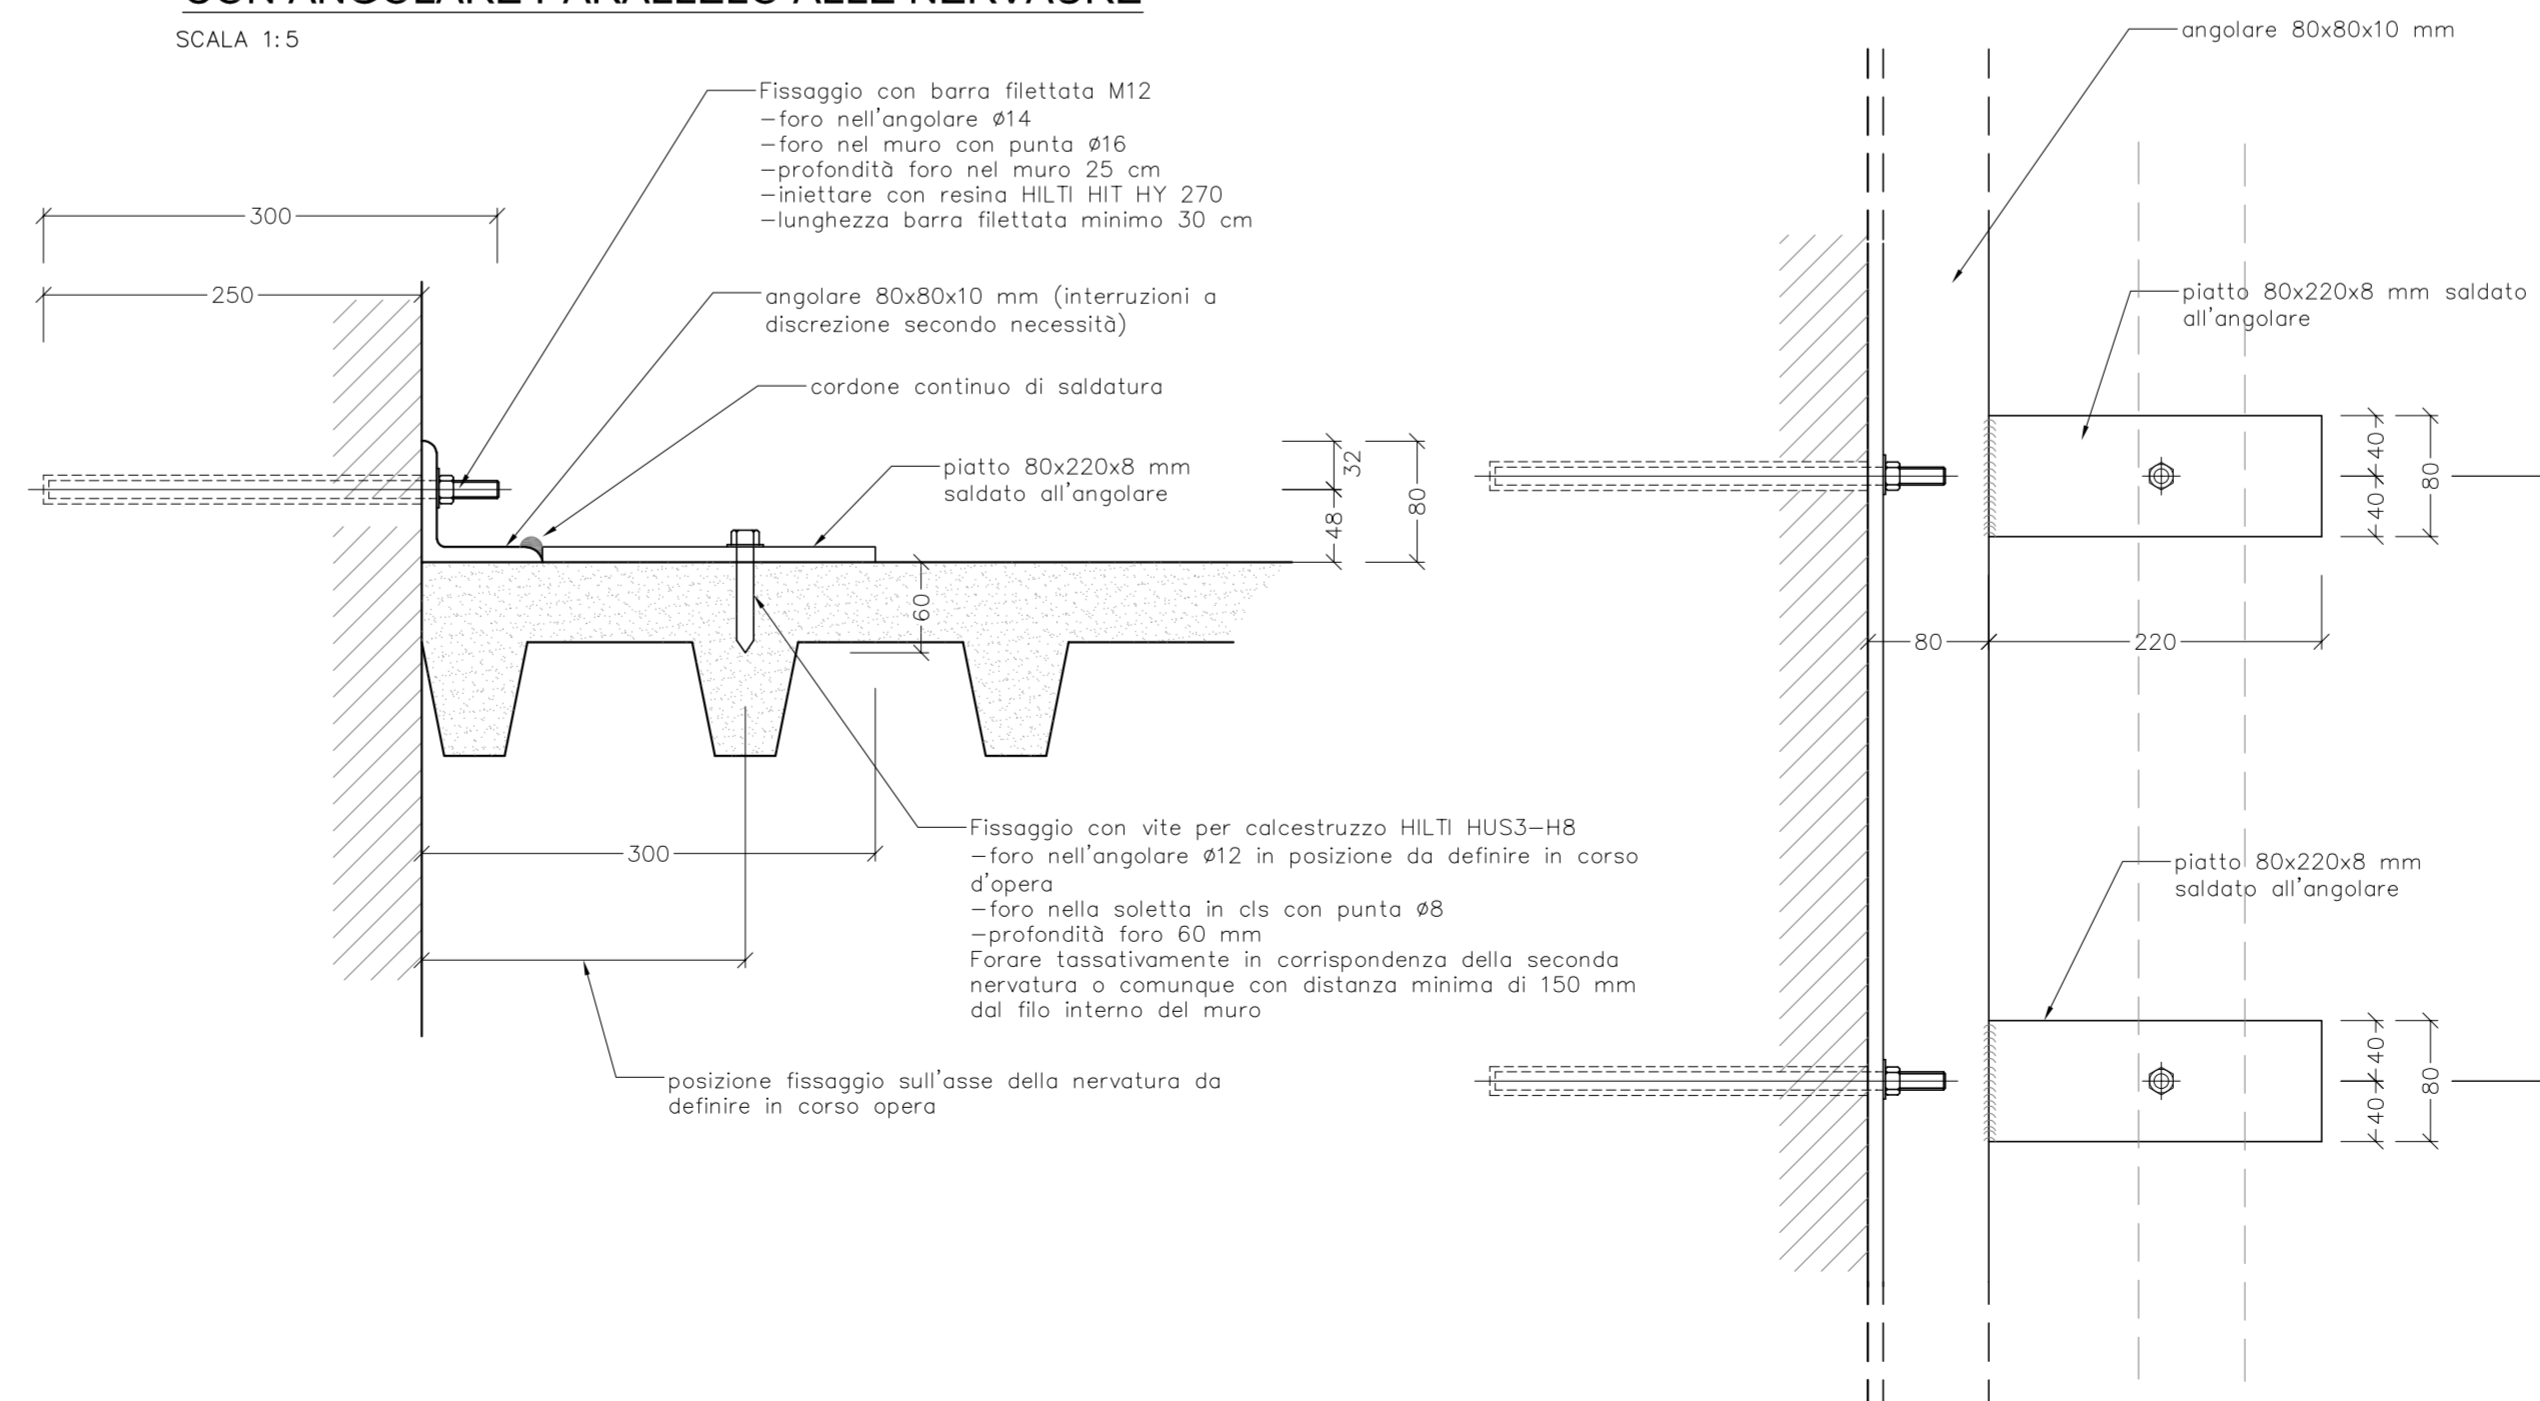 CON ANGOLARE PARALLELO ALLE NERVAURE
SCALA 1:5
Fissaggio con barra filettata M12
-foro nell'angolare ø14
-foro nel muro con punta ø16
-profondità foro nel muro 25 cm
-iniettare con resina HILTI HIT HY 270
-lunghezza barra filettata minimo 30 cm
300
250
angolare 80x80x10 mm (interruzioni a
discrezione secondo necessità)
cordone continuo di saldatura
piatto 80x220x8 mm
saldato all'angolare
32
48
80
60
300
Fissaggio con vite per calcestruzzo HILTI HUS3-H8
-foro nell'angolare ø12 in posizione da definire in corso
d'opera
-foro nella soletta in cls con punta ø8
-profondità foro 60 mm
Forare tassativamente in corrispondenza della seconda
nervatura o comunque con distanza minima di 150 mm
dal filo interno del muro
posizione fissaggio sull'asse della nervatura da
definire in corso opera
angolare 80x80x10 mm
piatto 80x220x8 mm saldato
all'angolare
40
40
80
80
220
piatto 80x220x8 mm
saldato all'angolare
40
40
80